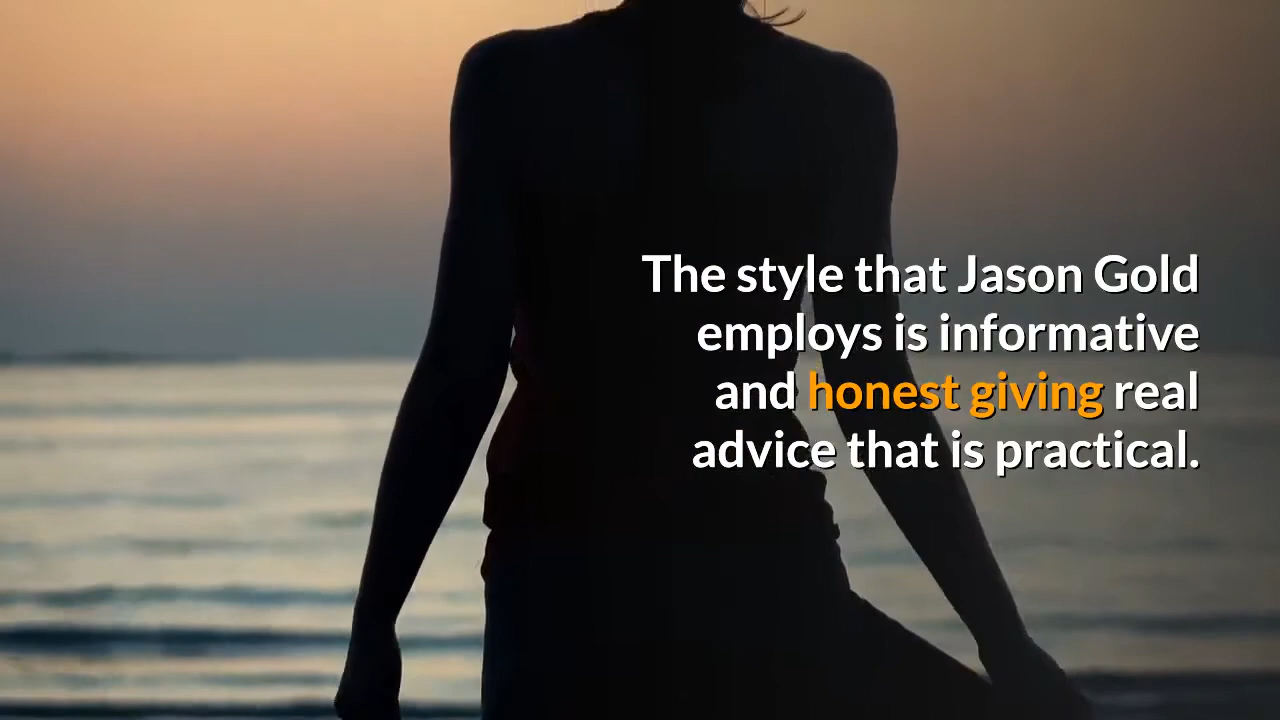 The style that Jason Gold
employs is informative
and honest giving real
advice that is practical.